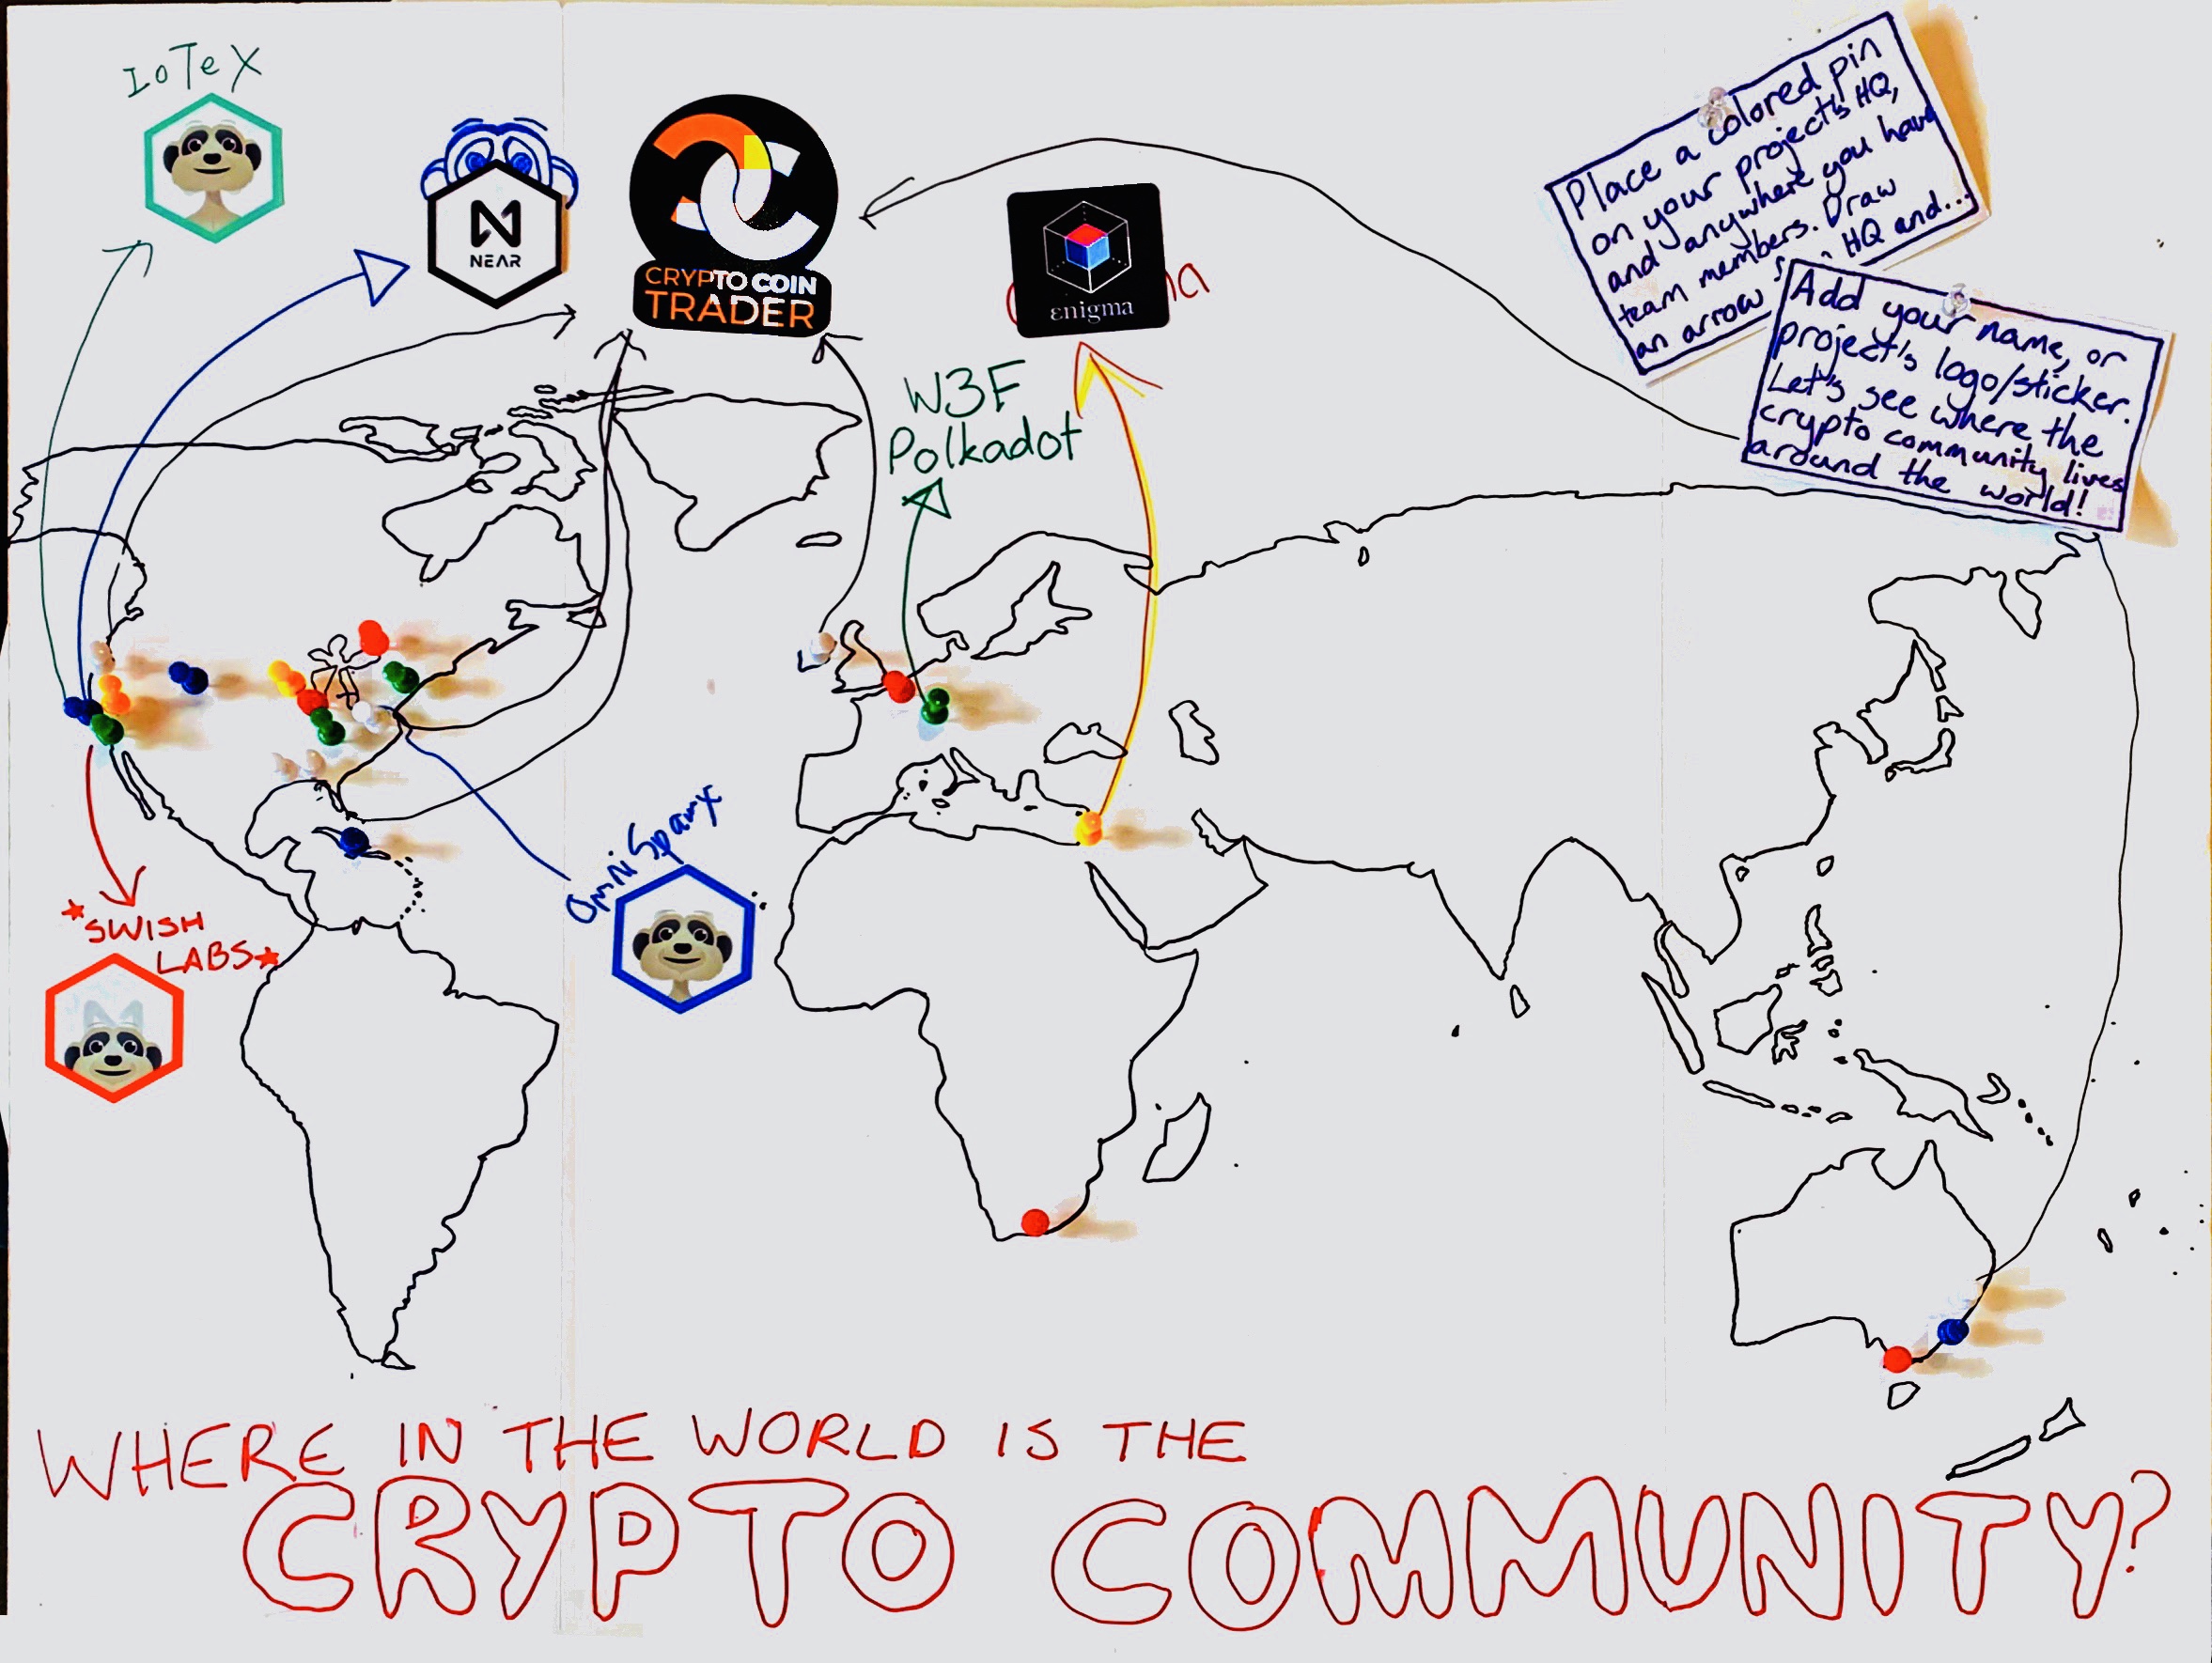 IoTeX
NEAR
CRYPTO COIN
TRADER
enigma
a
Place a colored pin
on your project's HQ,
and anywhere you have
team members. Draw
an arrow HQ and...
Add your name, or
project's logo/sticker.
Let's see where the
crypto community lives
around the world!
W3F
Polkadot
OmniSparx
SWISH
LABS
WHERE IN THE WORLD IS THE
CRYPTO COMMUNITY?